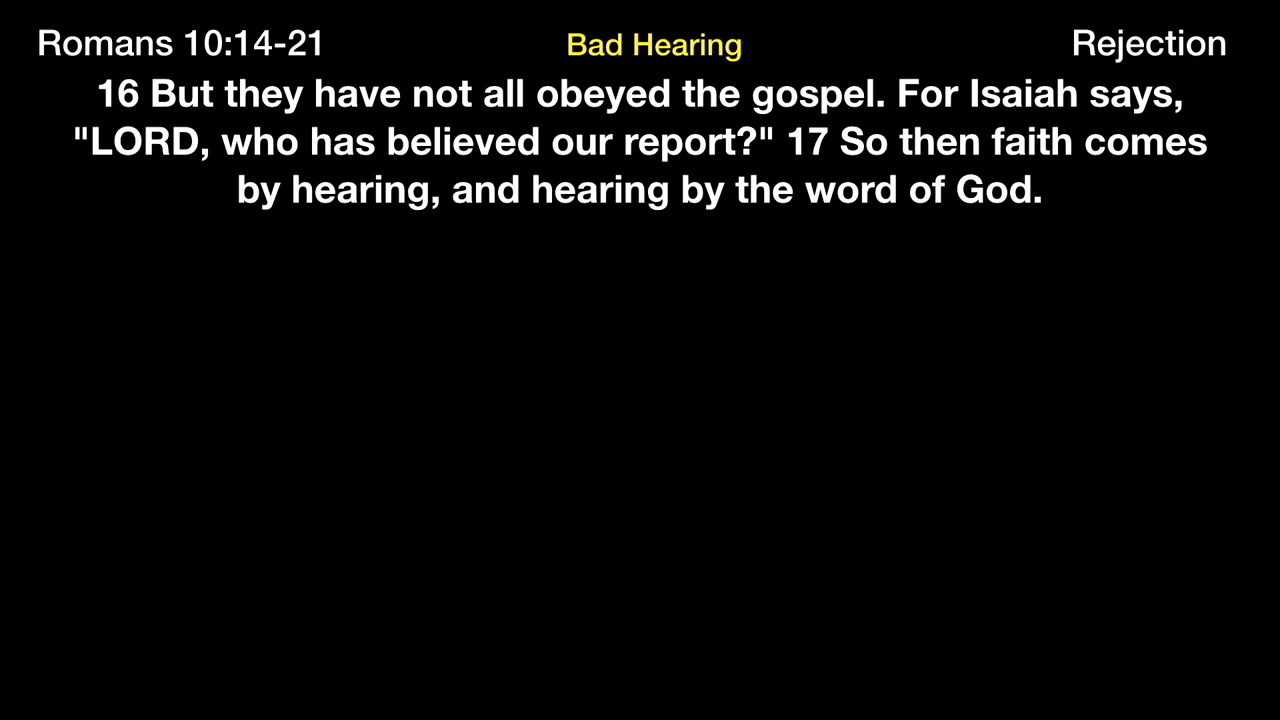 Romans 10:14-21 Bad Hearing Rejection
16 But they have not all obeyed the gospel. For Isaiah says,
"LORD, who has believed our report?" 17 So then faith comes
by hearing, and hearing by the word of God.